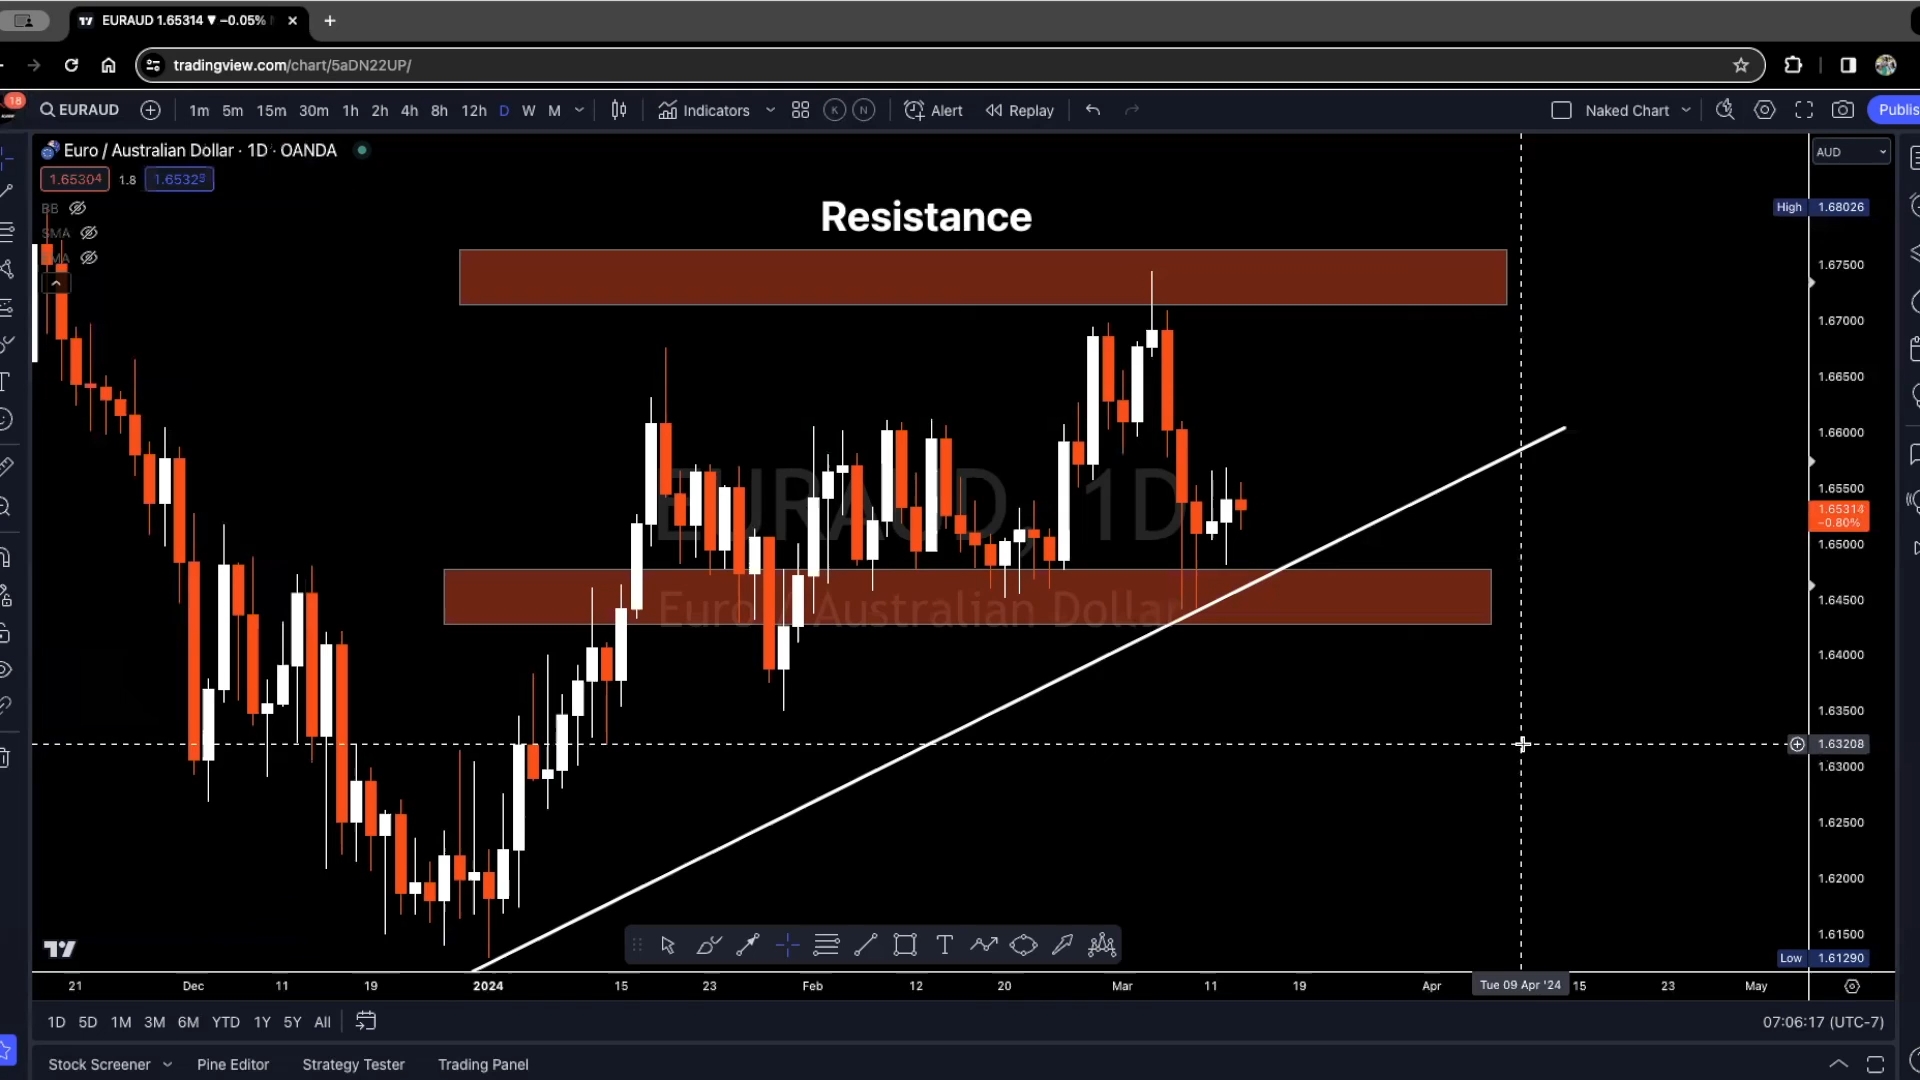 EURAUD 1.65314 ▼ −0.05%
tradingview.com/chart/5aDN22UP/
18
EURAUD 1m 5m 15m 30m 1h 2h 4h 8h 12h D W M Indicators K N Alert Replay Naked Chart Publis
Euro / Australian Dollar · 1D · OANDA
AUD
1.65304 1.8 1.65323
BB
SMA
Resistance
High 1.68026
1.67500
1.67000
1.66500
1.66000
1.65500
1.65314
−0.80%
1.65000
1.64500
1.64000
1.63500
1.63208
1.63000
1.62500
1.62000
1.61500
Low 1.61290
EURAUD, 1D
Euro / Australian Dollar
21 Dec 11 19 2024 15 23 Feb 12 20 Mar 11 19 Apr Tue 09 Apr '24 15 23 May
1D 5D 1M 3M 6M YTD 1Y 5Y All 07:06:17 (UTC-7)
Stock Screener Pine Editor Strategy Tester Trading Panel